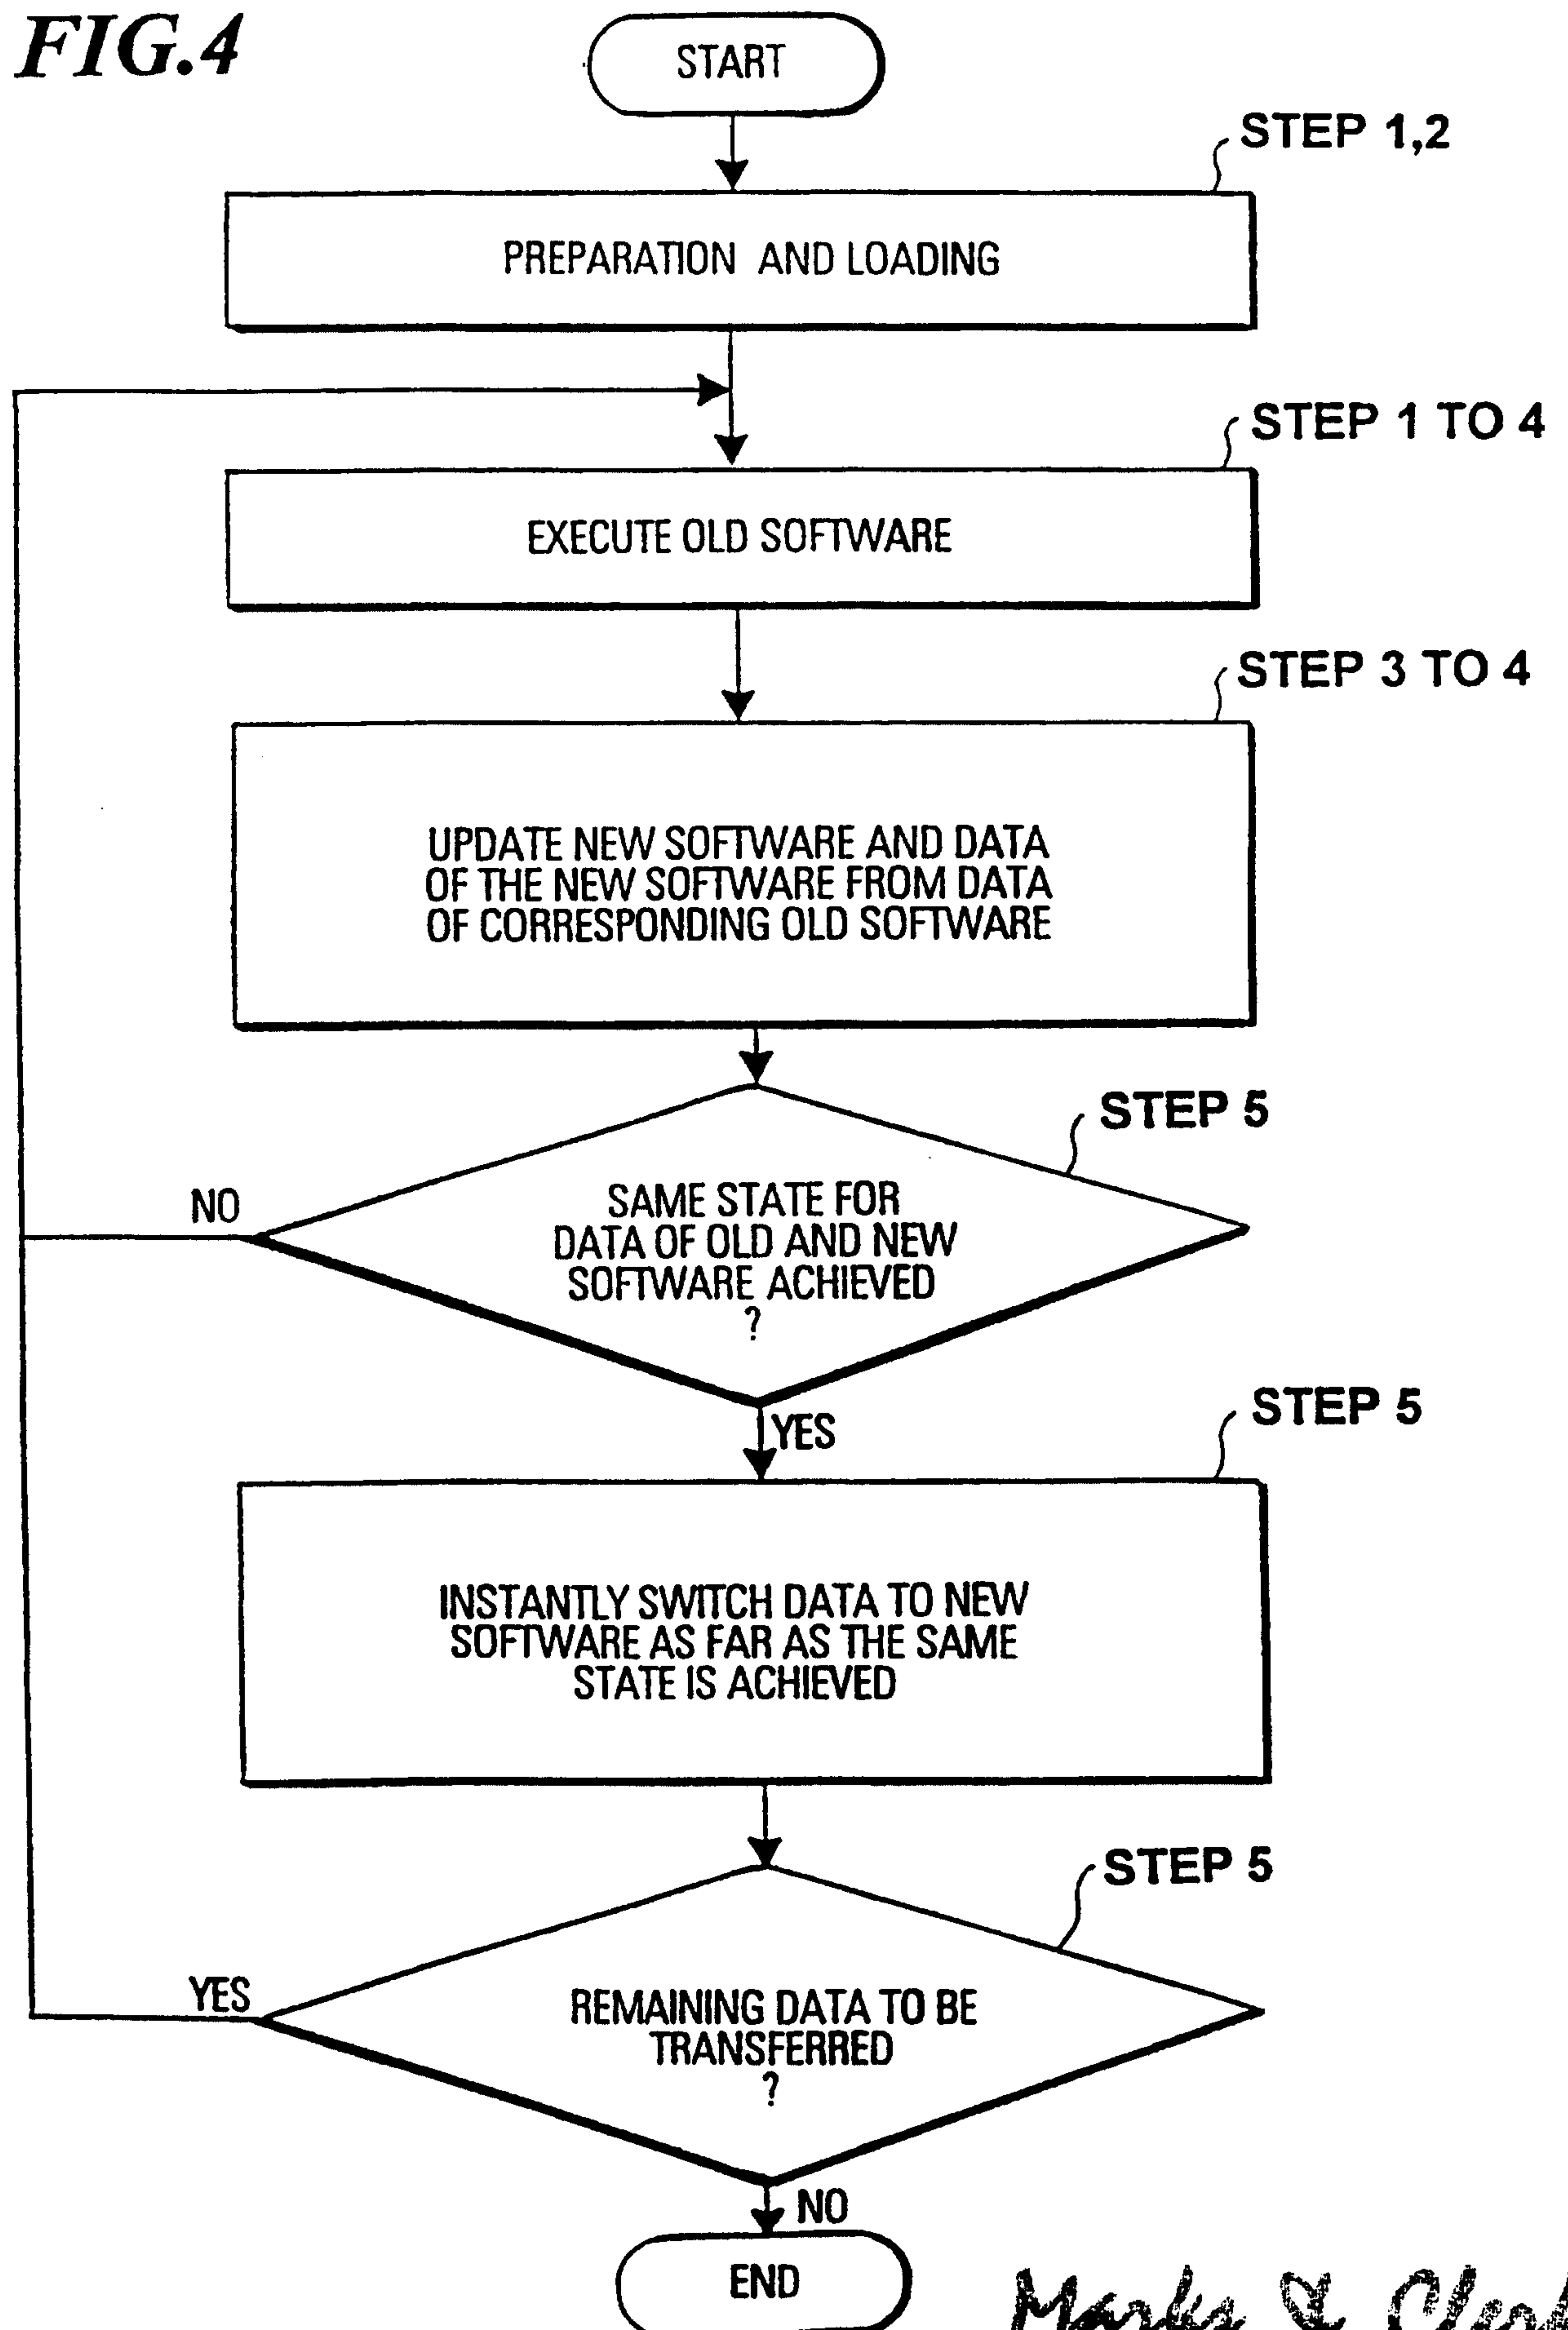 FIG.4
START
STEP 1,2
PREPARATION AND LOADING
STEP 1 TO 4
EXECUTE OLD SOFTWARE
STEP 3 TO 4
UPDATE NEW SOFTWARE AND DATA
OF THE NEW SOFTWARE FROM DATA
OF CORRESPONDING OLD SOFTWARE
STEP 5
NO
SAME STATE FOR
DATA OF OLD AND NEW
SOFTWARE ACHIEVED
?
STEP 5
YES
INSTANTLY SWITCH DATA TO NEW
SOFTWARE AS FAR AS THE SAME
STATE IS ACHIEVED
STEP 5
YES
REMAINING DATA TO BE
TRANSFERRED
?
NO
END
Marks & Clerk